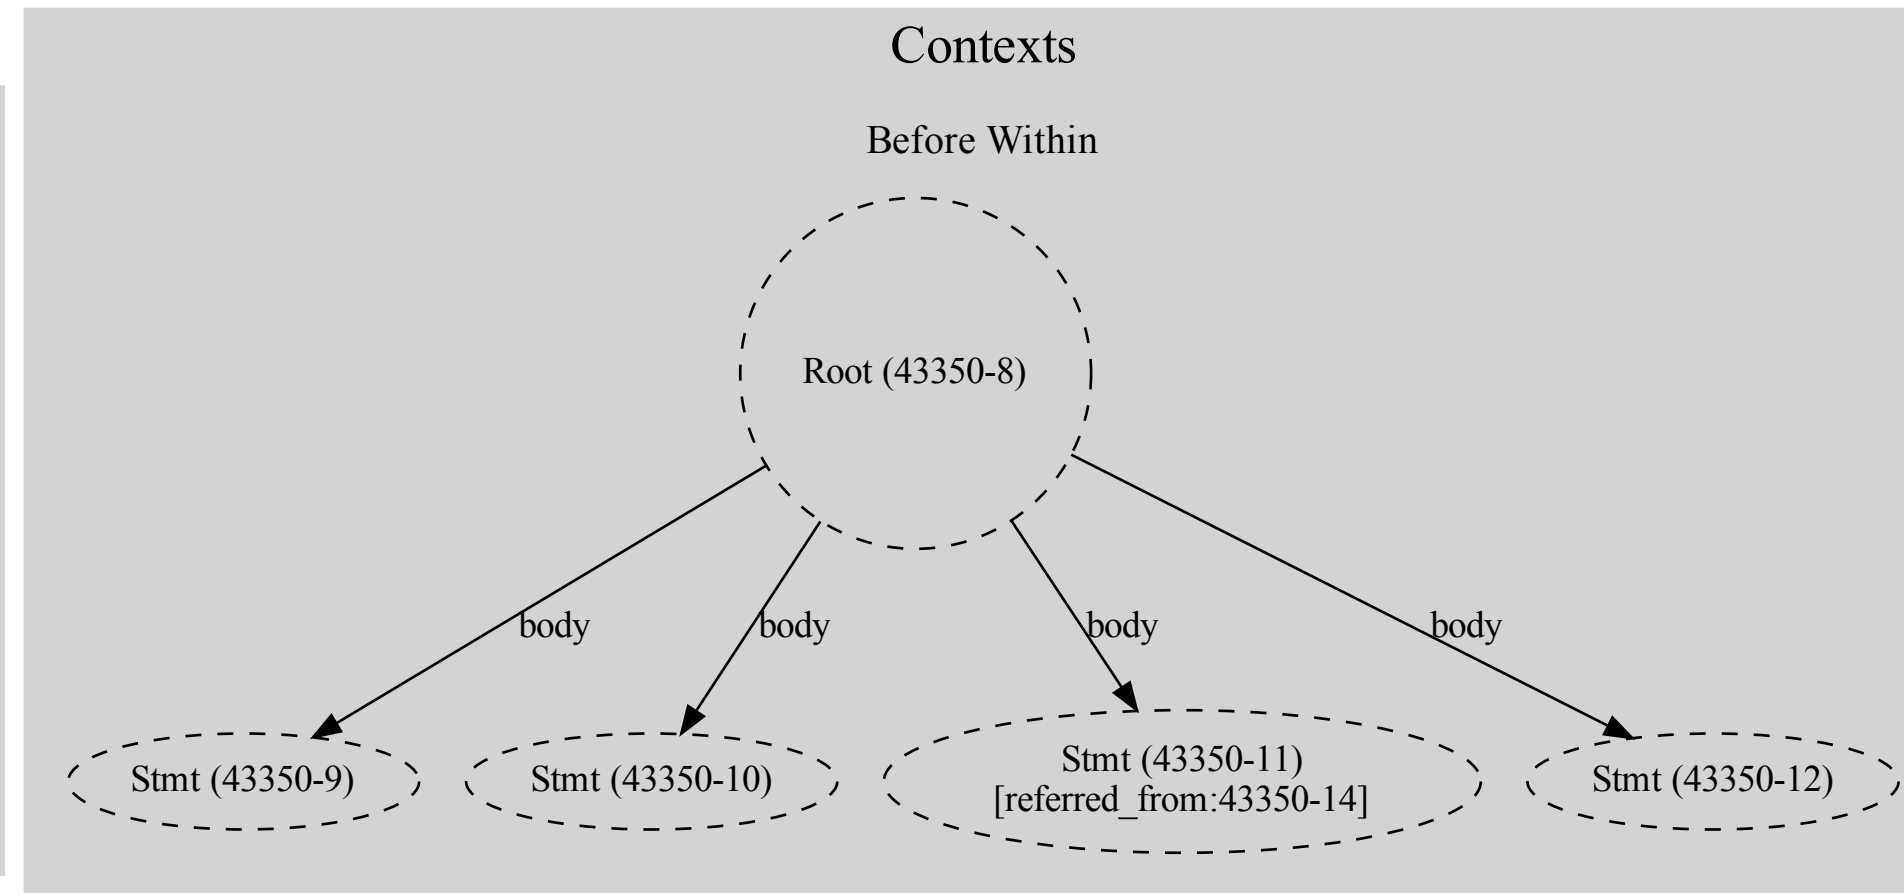 Contexts
Before Within
Root (43350-8)
body
body
body
body
Stmt (43350-9)
Stmt (43350-10)
Stmt (43350-11)
[referred_from:43350-14]
Stmt (43350-12)